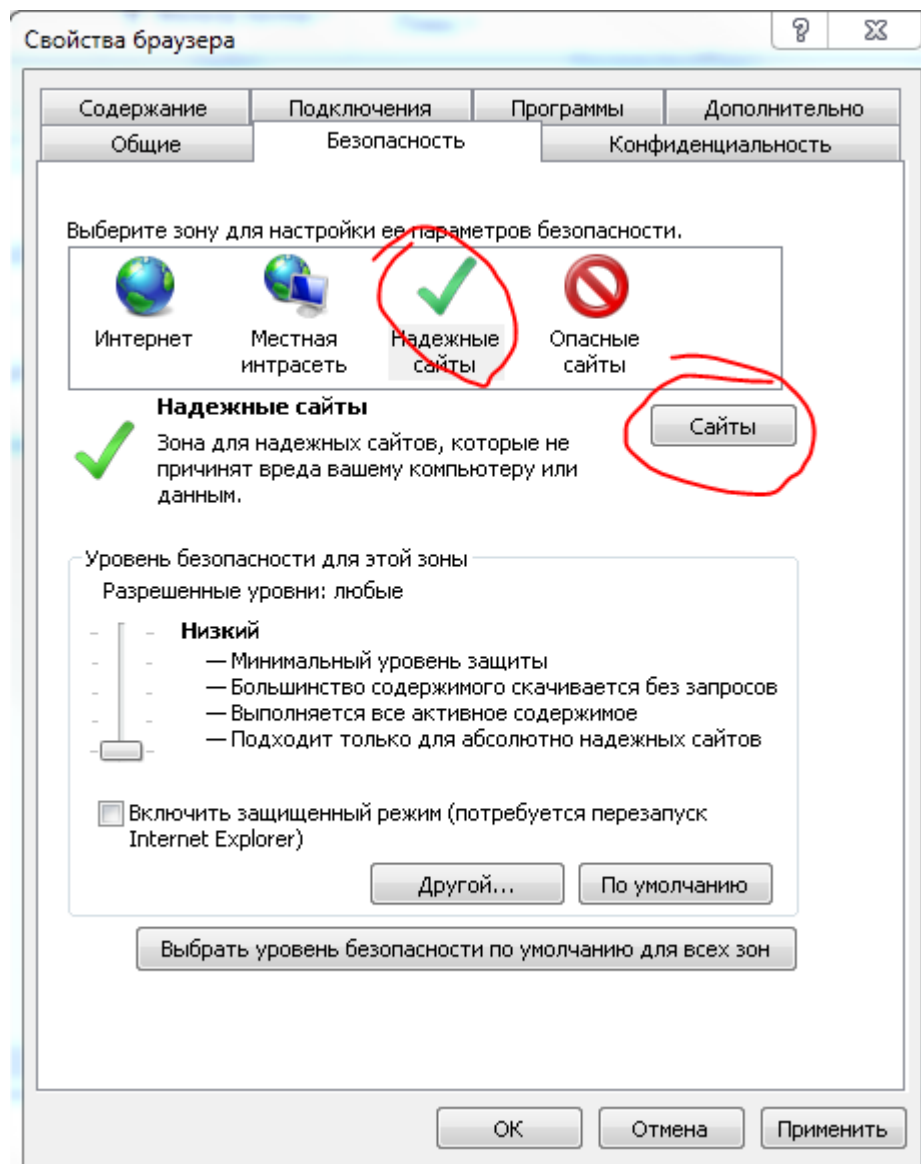 Свойства браузера
Содержание Подключения Программы Дополнительно
Общие Безопасность Конфиденциальность
Выберите зону для настройки ее параметров безопасности.
Интернет Местная интрасеть Надежные сайты Опасные сайты
Надежные сайты
Сайты
Зона для надежных сайтов, которые не
причинят вреда вашему компьютеру или
данным.
Уровень безопасности для этой зоны
Разрешенные уровни: любые
Низкий
— Минимальный уровень защиты
— Большинство содержимого скачивается без запросов
— Выполняется все активное содержимое
— Подходит только для абсолютно надежных сайтов
Включить защищенный режим (потребуется перезапуск
Internet Explorer)
Другой... По умолчанию
Выбрать уровень безопасности по умолчанию для всех зон
ОК Отмена Применить